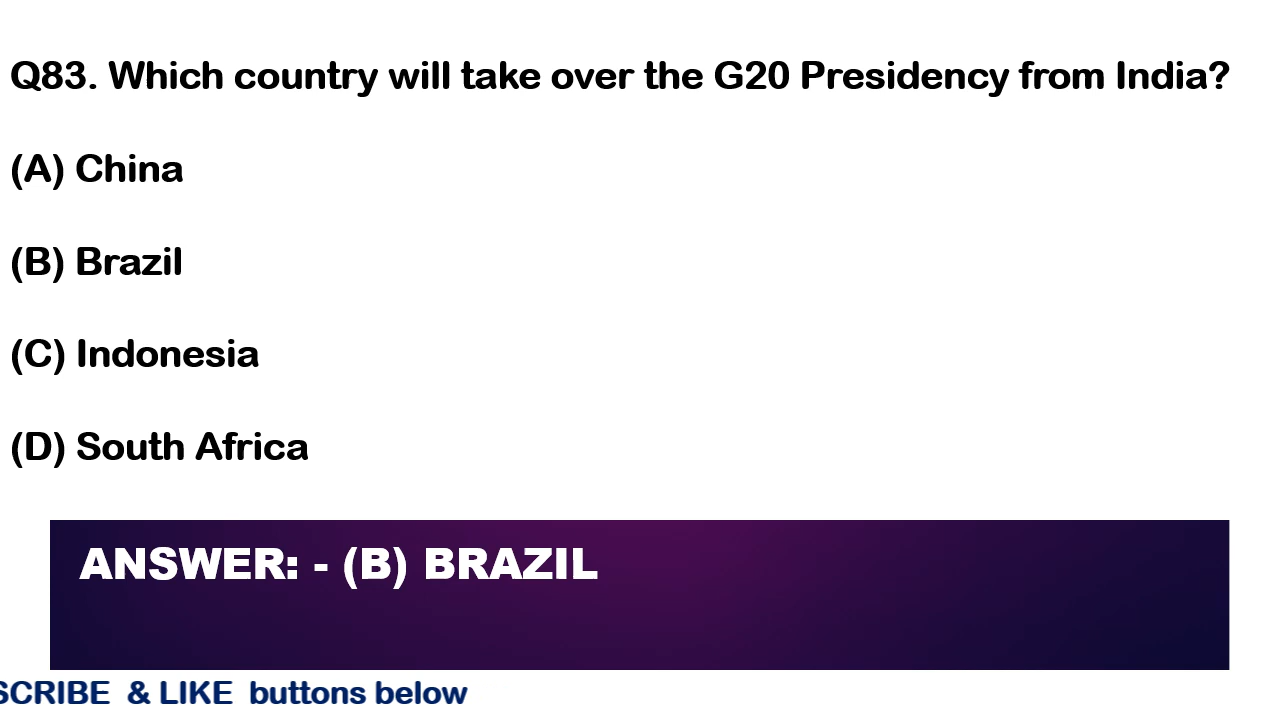 Q83. Which country will take over the G20 Presidency from India?
(A) China
(B) Brazil
(C) Indonesia
(D) South Africa
ANSWER: - (B) BRAZIL
SCRIBE & LIKE buttons below